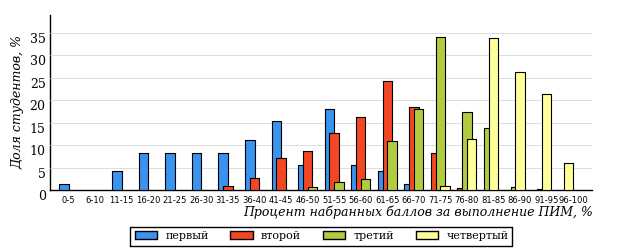 Доля студентов, %
35
30
25
20
15
10
5
0
0-5 6-10 11-15 16-20 21-25 26-30 31-35 36-40 41-45 46-50 51-55 56-60 61-65 66-70 71-75 76-80 81-85 86-90 91-95 96-100
Процент набранных баллов за выполнение ПИМ, %
первый второй третий четвертый